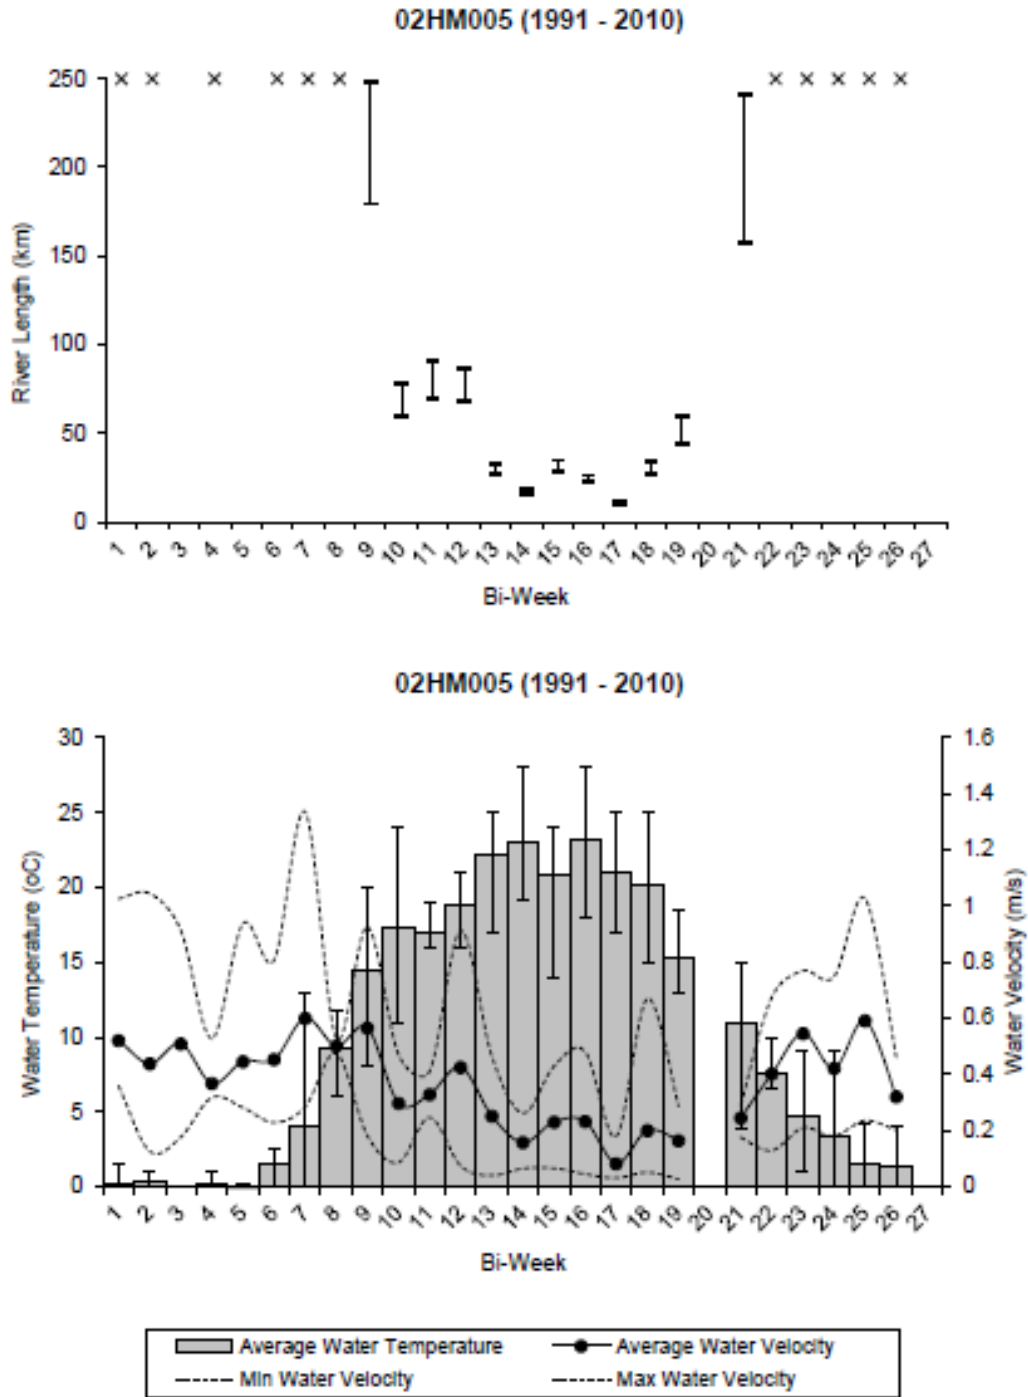 02HM005 (1991 - 2010)
250
200
150
100
50
0
River Length (km)
1 2 3 4 5 6 7 8 9 10 11 12 13 14 15 16 17 18 19 20 21 22 23 24 25 26 27
Bi-Week
02HM005 (1991 - 2010)
30
25
20
15
10
5
0
Water Temperature (oC)
1.6
1.4
1.2
1
0.8
0.6
0.4
0.2
0
Water Velocity (m/s)
1 2 3 4 5 6 7 8 9 10 11 12 13 14 15 16 17 18 19 20 21 22 23 24 25 26 27
Bi-Week
Average Water Temperature
Average Water Velocity
Min Water Velocity
Max Water Velocity